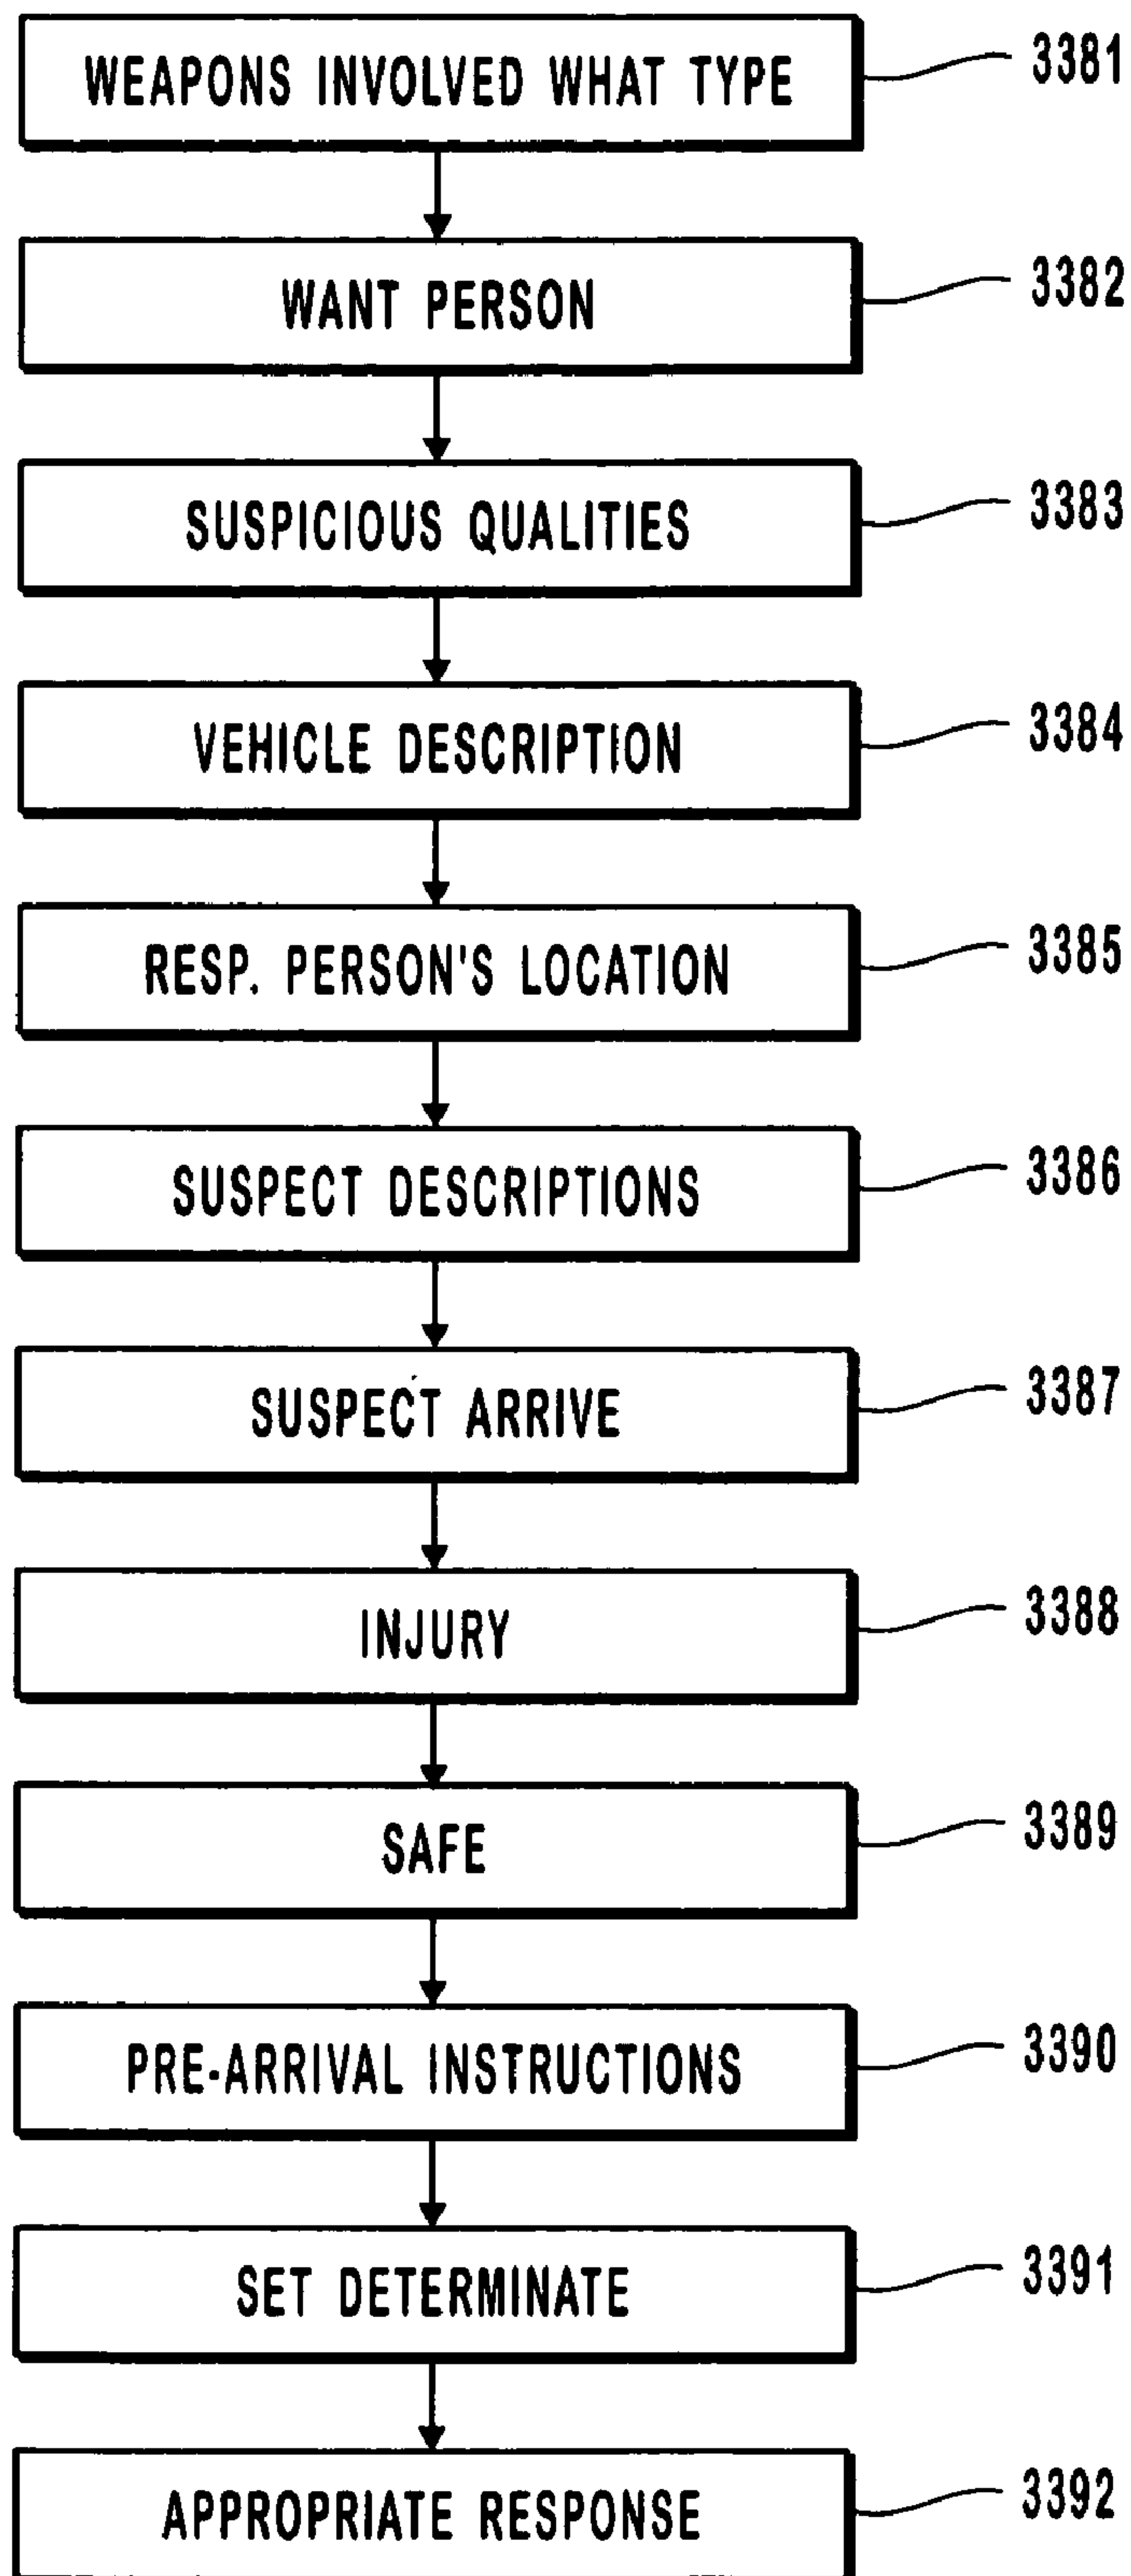 WEAPONS INVOLVED WHAT TYPE 3381
WANT PERSON 3382
SUSPICIOUS QUALITIES 3383
VEHICLE DESCRIPTION 3384
RESP. PERSON'S LOCATION 3385
SUSPECT DESCRIPTIONS 3386
SUSPECT ARRIVE 3387
INJURY 3388
SAFE 3389
PRE-ARRIVAL INSTRUCTIONS 3390
SET DETERMINATE 3391
APPROPRIATE RESPONSE 3392